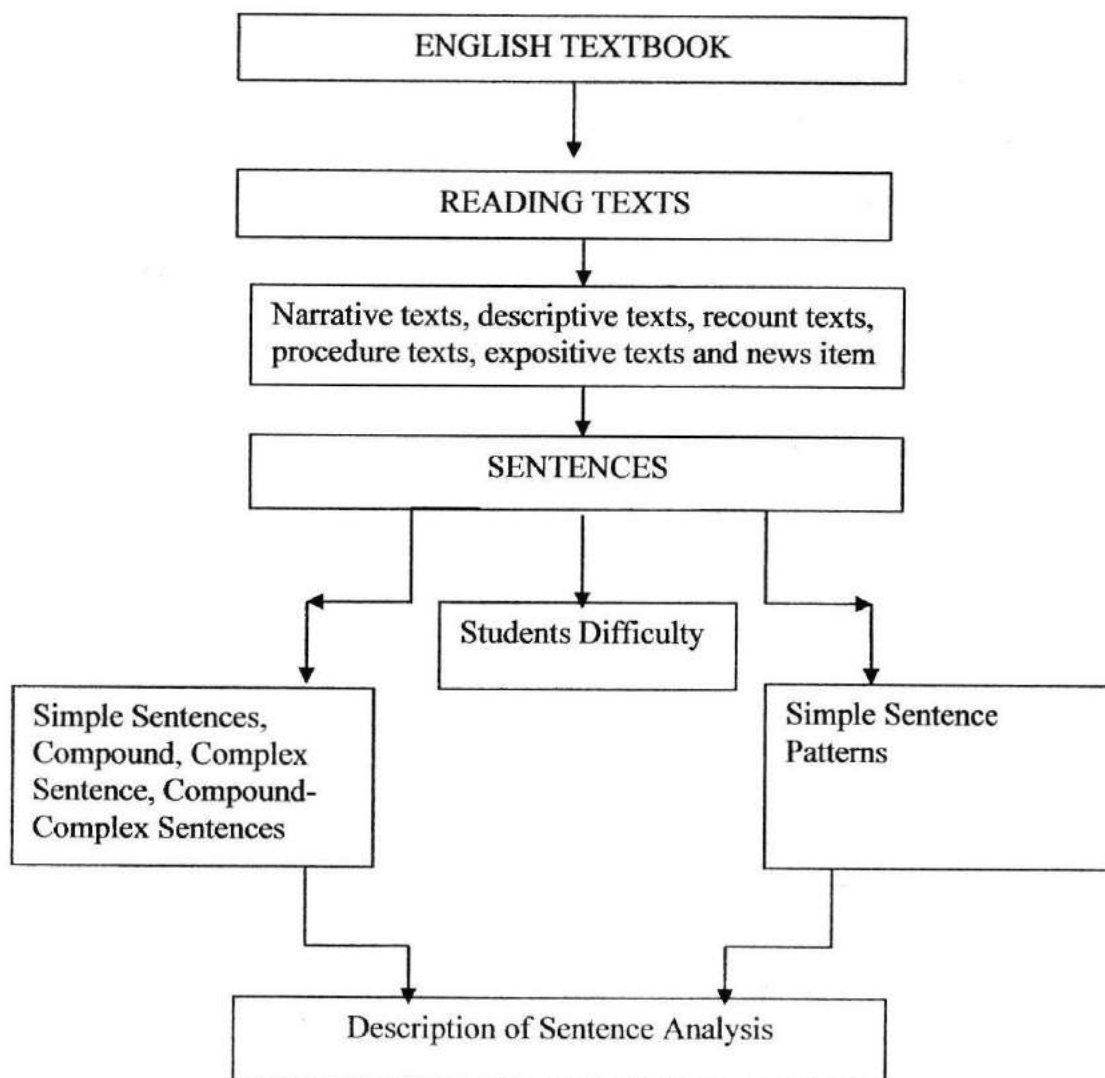 ENGLISH TEXTBOOK
READING TEXTS
Narrative texts, descriptive texts, recount texts,
procedure texts, expositive texts and news item
SENTENCES
Students Difficulty
Simple Sentences,
Compound, Complex
Sentence, Compound-
Complex Sentences
Simple Sentence
Patterns
Description of Sentence Analysis